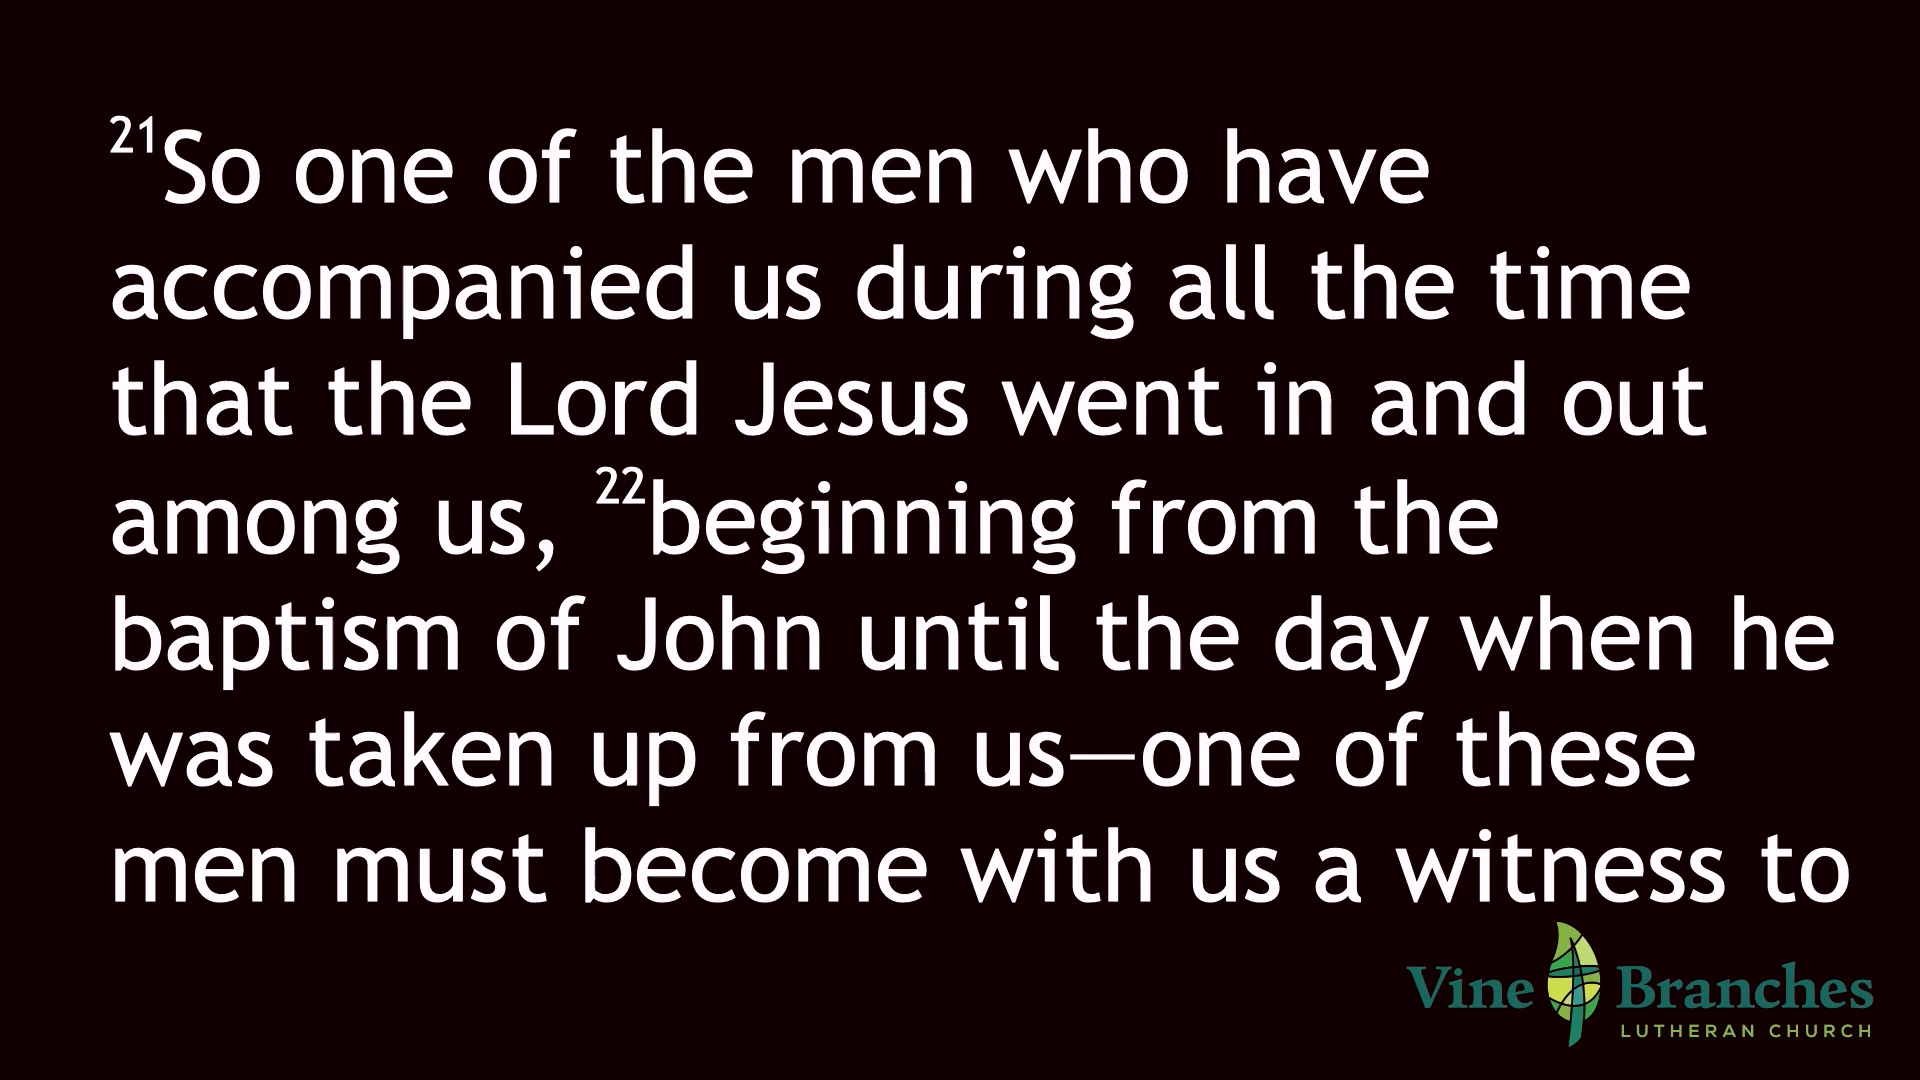 21So one of the men who have
accompanied us during all the time
that the Lord Jesus went in and out
among us, 22beginning from the
baptism of John until the day when he
was taken up from us—one of these
men must become with us a witness to
Vine Branches
LUTHERAN CHURCH